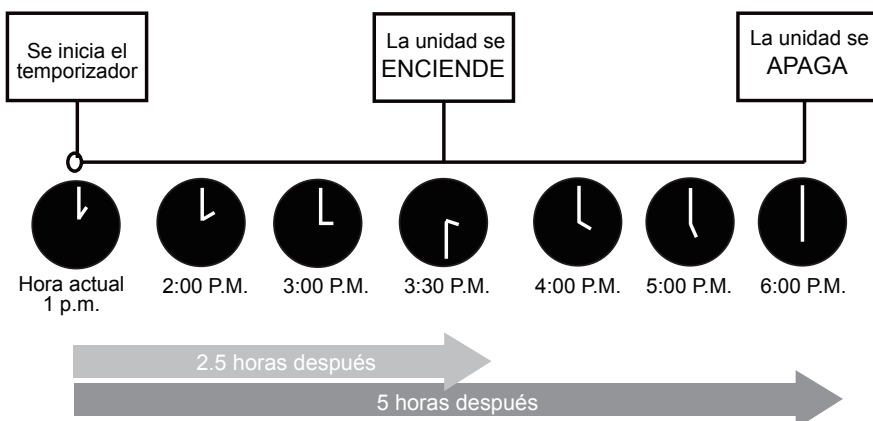 Se inicia el
temporizador
La unidad se
ENCIENDE
La unidad se
APAGA
Hora actual
1 p.m.
2:00 P.M.
3:00 P.M.
3:30 P.M.
4:00 P.M.
5:00 P.M.
6:00 P.M.
2.5 horas después
5 horas después